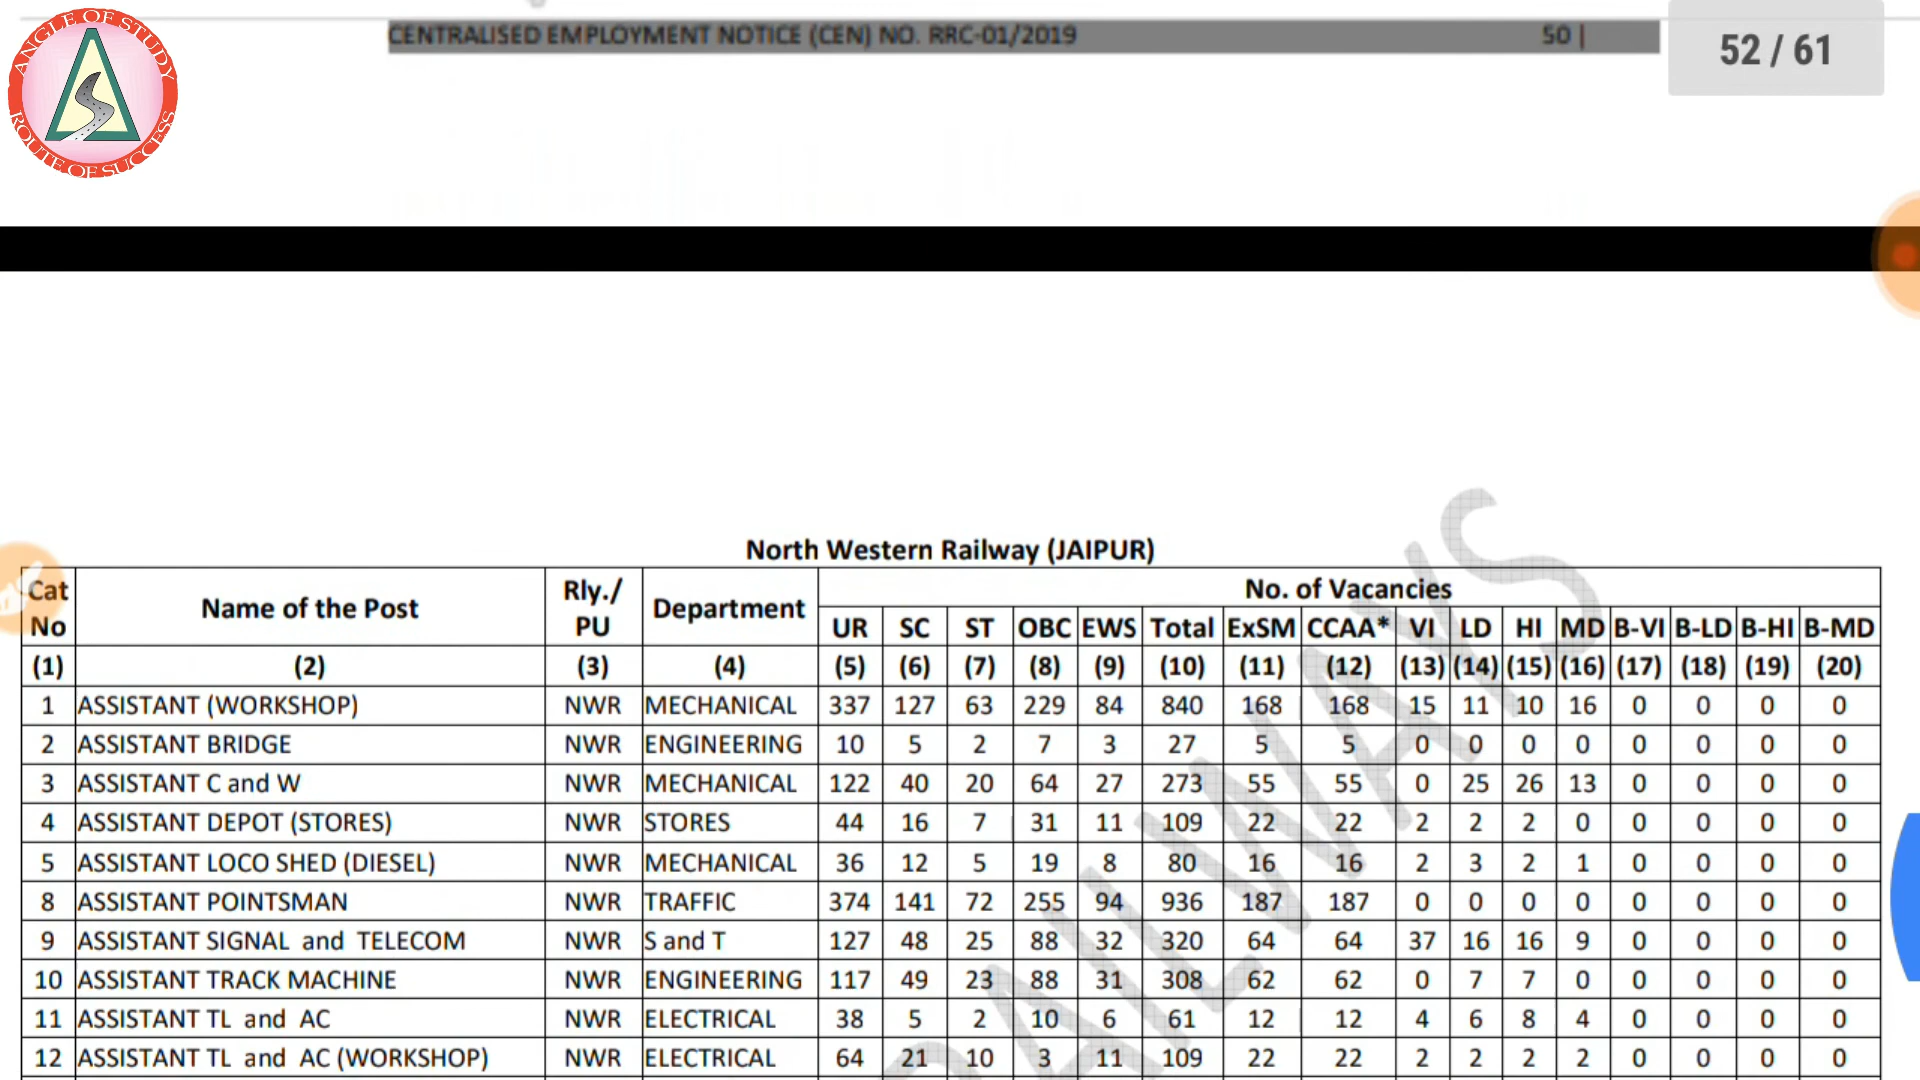 ANGLE OF STUDY
ROUTE OF SUCCESS
CENTRALISED EMPLOYMENT NOTICE (CEN) NO. RRC-01/2019 50 |
52 / 61
North Western Railway (JAIPUR)
Cat No Name of the Post Rly./ PU Department No. of Vacancies
UR SC ST OBC EWS Total ExSM CCAA* VI LD HI MD B-VI B-LD B-HI B-MD
(1) (2) (3) (4) (5) (6) (7) (8) (9) (10) (11) (12) (13) (14) (15) (16) (17) (18) (19) (20)
1 ASSISTANT (WORKSHOP) NWR MECHANICAL 337 127 63 229 84 840 168 168 15 11 10 16 0 0 0 0
2 ASSISTANT BRIDGE NWR ENGINEERING 10 5 2 7 3 27 5 5 0 0 0 0 0 0 0 0
3 ASSISTANT C and W NWR MECHANICAL 122 40 20 64 27 273 55 55 0 25 26 13 0 0 0 0
4 ASSISTANT DEPOT (STORES) NWR STORES 44 16 7 31 11 109 22 22 2 2 2 0 0 0 0 0
5 ASSISTANT LOCO SHED (DIESEL) NWR MECHANICAL 36 12 5 19 8 80 16 16 2 3 2 1 0 0 0 0
8 ASSISTANT POINTSMAN NWR TRAFFIC 374 141 72 255 94 936 187 187 0 0 0 0 0 0 0 0
9 ASSISTANT SIGNAL and TELECOM NWR S and T 127 48 25 88 32 320 64 64 37 16 16 9 0 0 0 0
10 ASSISTANT TRACK MACHINE NWR ENGINEERING 117 49 23 88 31 308 62 62 0 7 7 0 0 0 0 0
11 ASSISTANT TL and AC NWR ELECTRICAL 38 5 2 10 6 61 12 12 4 6 8 4 0 0 0 0
12 ASSISTANT TL and AC (WORKSHOP) NWR ELECTRICAL 64 21 10 3 11 109 22 22 2 2 2 2 0 0 0 0
RAILWAYS